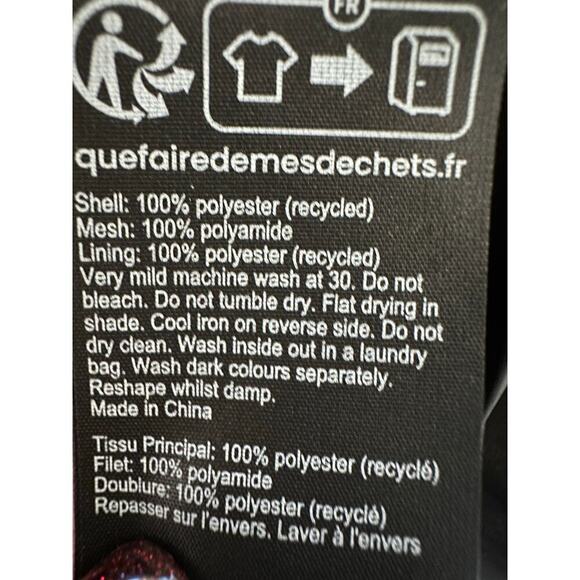 FR
quefairedemesdechets.fr
Shell: 100% polyester (recycled)
Mesh: 100% polyamide
Lining: 100% polyester (recycled)
Very mild machine wash at 30. Do not
bleach. Do not tumble dry. Flat drying in
shade. Cool iron on reverse side. Do not
dry clean. Wash inside out in a laundry
bag. Wash dark colours separately.
Reshape whilst damp.
Made in China
Tissu Principal: 100% polyester (recyclé)
Filet: 100% polyamide
Doublure: 100% polyester (recyclé)
Repasser sur l'envers. Laver à l'envers